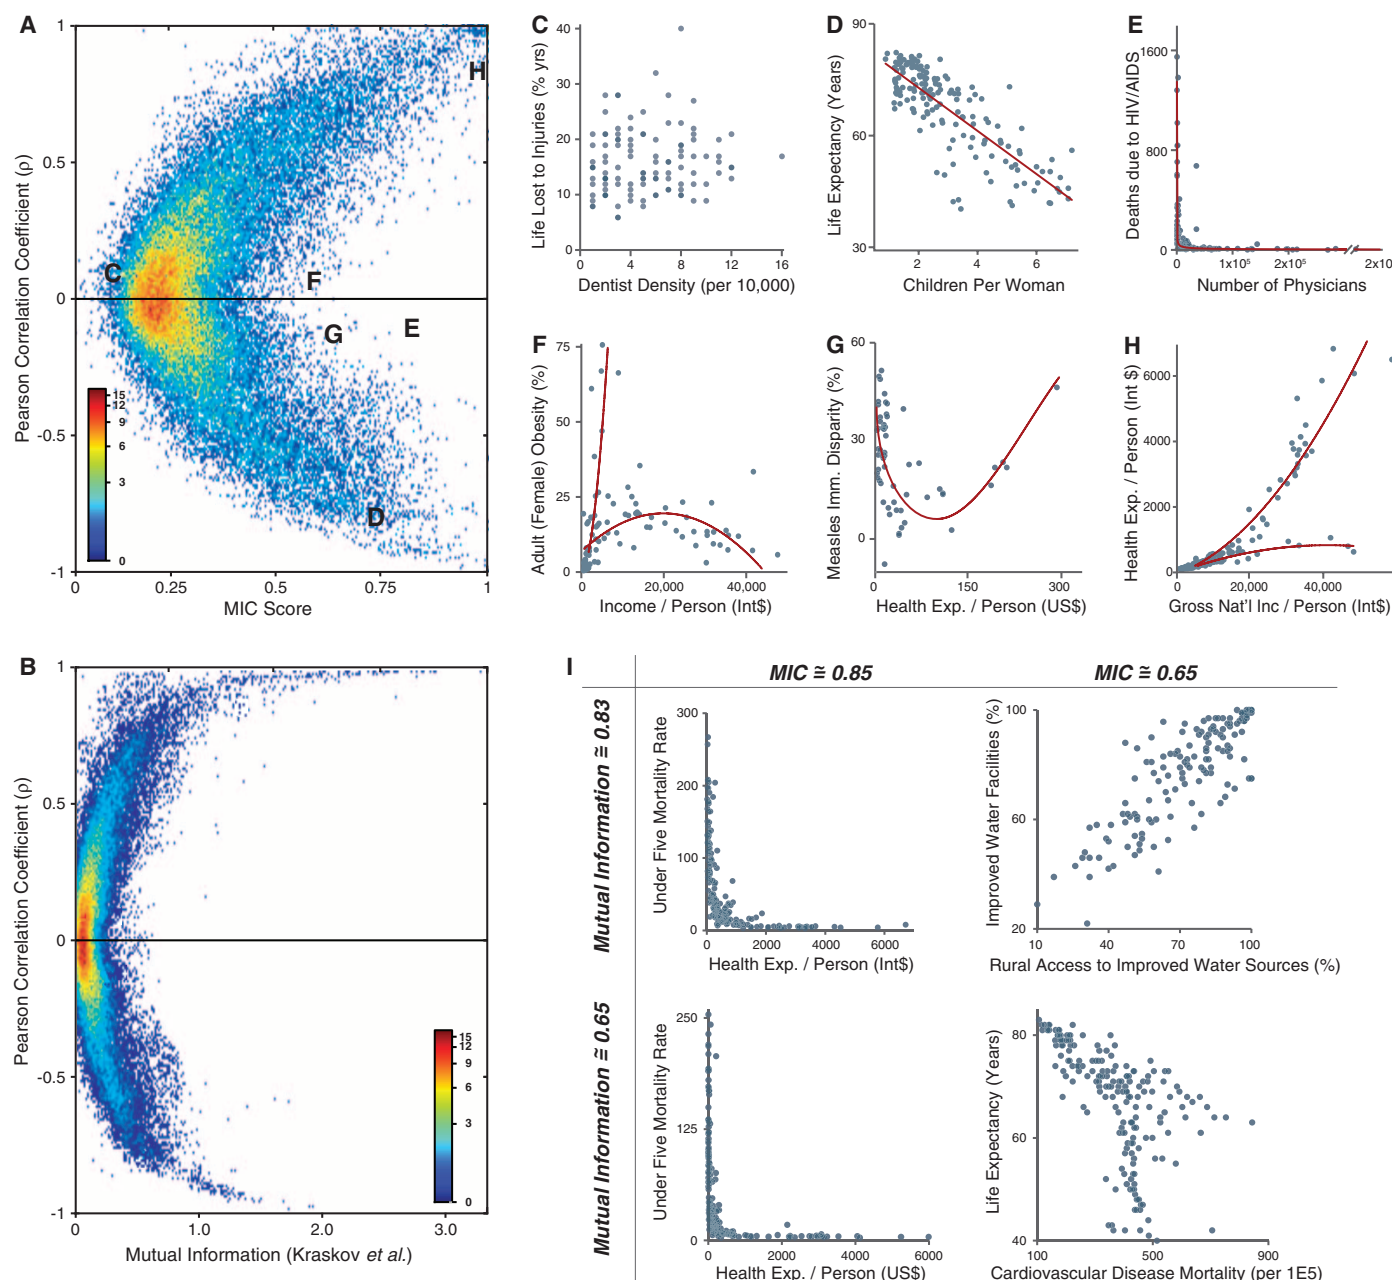 A
1
0.5
0
-0.5
-1
Pearson Correlation Coefficient (ρ)
H
C
F
G
E
D
15
12
9
6
3
0
0
0.25
0.5
0.75
1
MIC Score
B
1
0.5
0
-0.5
-1
Pearson Correlation Coefficient (ρ)
15
12
9
6
3
0
0
1.0
2.0
3.0
Mutual Information (Kraskov et al.)
C
Life Lost to Injuries (% yrs)
40
30
20
10
0
0
4
8
12
16
Dentist Density (per 10,000)
D
Life Expectancy (Years)
90
60
30
2
4
6
Children Per Woman
E
Deaths due to HIV/AIDS
1600
800
0
0
1x10⁵
2x10⁵
2x10
Number of Physicians
F
Adult (Female) Obesity (%)
75
50
25
0
0
20,000
40,000
Income / Person (Int$)
G
Measles Imm. Disparity (%)
60
30
0
0
150
300
Health Exp. / Person (US$)
H
Health Exp. / Person (Int $)
6000
4000
2000
0
0
20,000
40,000
Gross Nat'l Inc / Person (Int$)
I
MIC ≅ 0.85
MIC ≅ 0.65
Mutual Information ≅ 0.83
Under Five Mortality Rate
300
200
100
0
0
2000
4000
6000
Health Exp. / Person (Int$)
Improved Water Facilities (%)
100
60
20
10
40
70
100
Rural Access to Improved Water Sources (%)
Mutual Information ≅ 0.65
Under Five Mortality Rate
250
125
0
0
2000
4000
6000
Health Exp. / Person (US$)
Life Expectancy (Years)
80
60
40
100
500
900
Cardiovascular Disease Mortality (per 1E5)